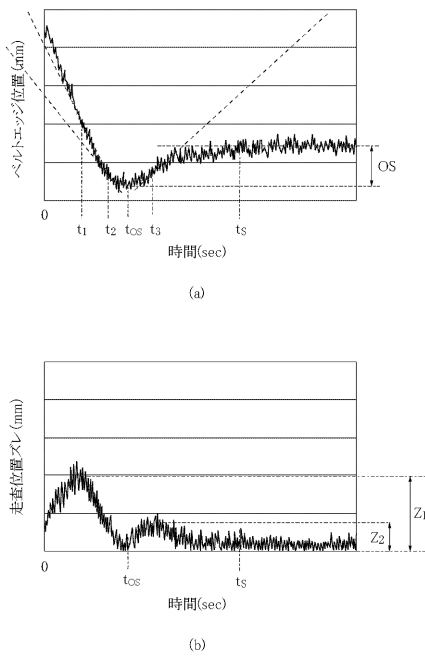 ベルトエッジ位置(mm)
OS
0
t1 t2 tOS t3 tS
時間(sec)
(a)
走査位置ズレ(mm)
Z1
Z2
0
tOS tS
時間(sec)
(b)